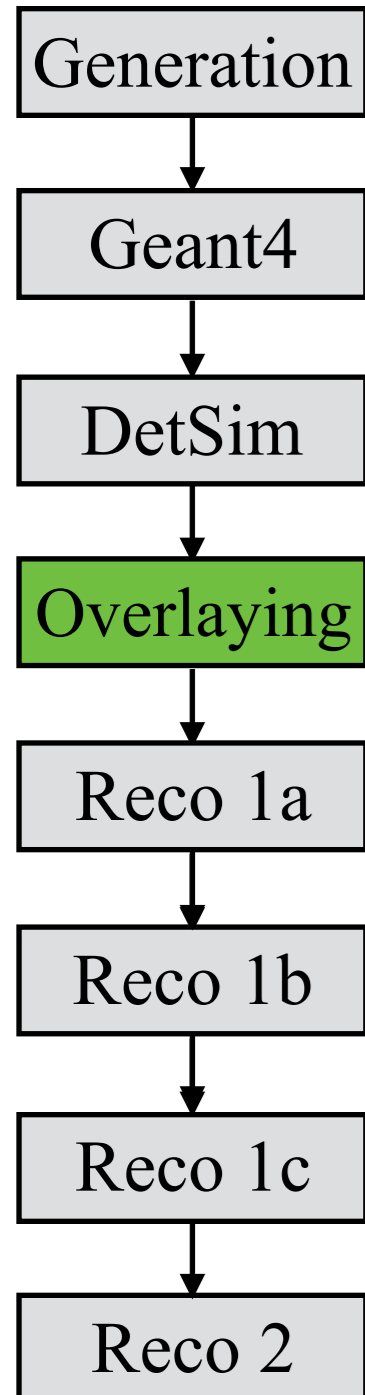 Generation
Geant4
DetSim
Overlaying
Reco 1a
Reco 1b
Reco 1c
Reco 2